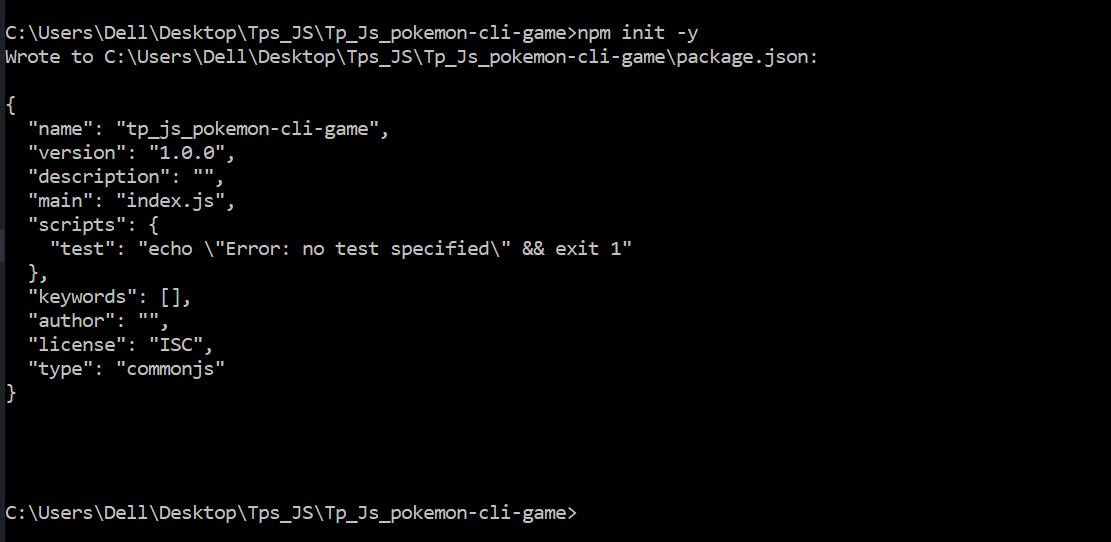 C:\Users\Dell\Desktop\Tps_JS\Tp_Js_pokemon-cli-game>npm init -y
Wrote to C:\Users\Dell\Desktop\Tps_JS\Tp_Js_pokemon-cli-game\package.json:
{
  "name": "tp_js_pokemon-cli-game",
  "version": "1.0.0",
  "description": "",
  "main": "index.js",
  "scripts": {
    "test": "echo \"Error: no test specified\" && exit 1"
  },
  "keywords": [],
  "author": "",
  "license": "ISC",
  "type": "commonjs"
}
C:\Users\Dell\Desktop\Tps_JS\Tp_Js_pokemon-cli-game>